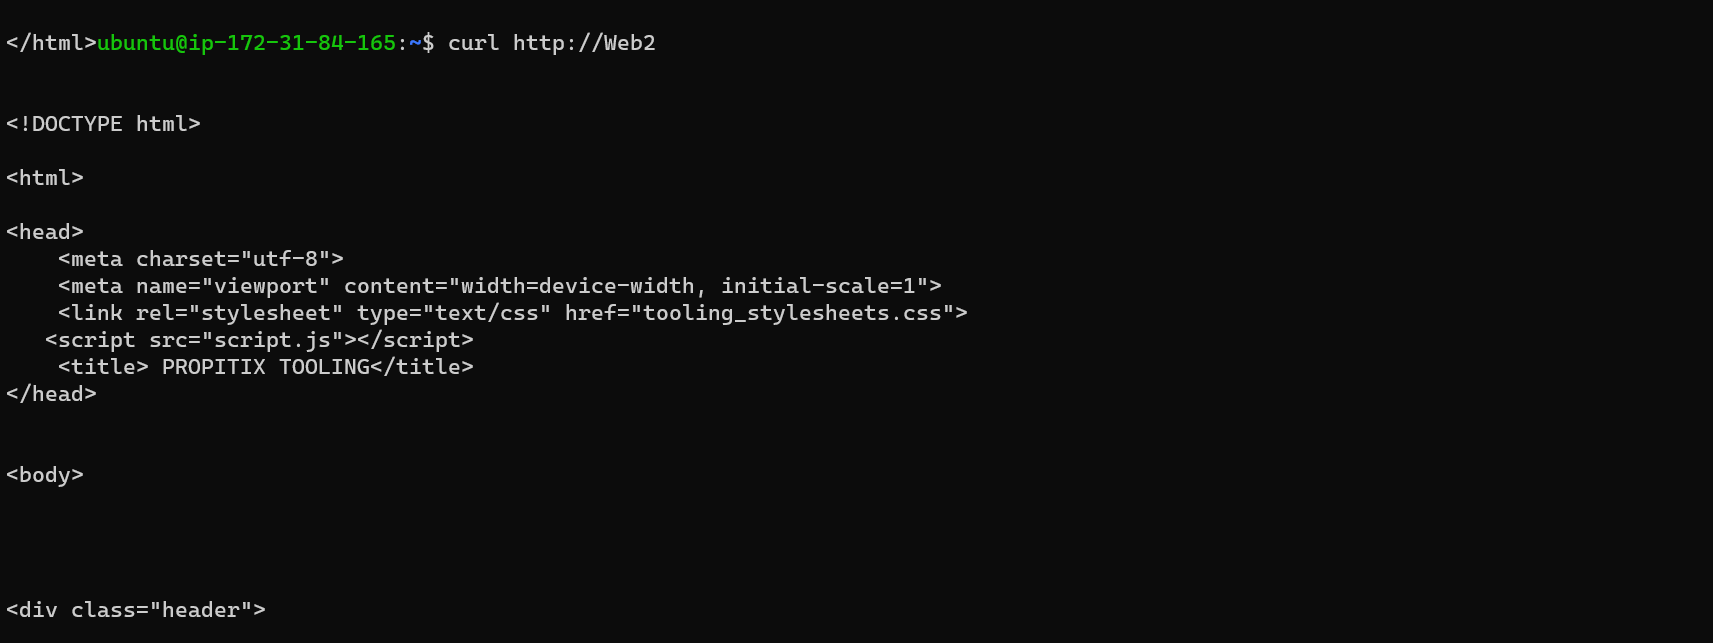 </html>ubuntu@ip-172-31-84-165:~$ curl http://Web2
<!DOCTYPE html>
<html>
<head>
    <meta charset="utf-8">
    <meta name="viewport" content="width=device-width, initial-scale=1">
    <link rel="stylesheet" type="text/css" href="tooling_stylesheets.css">
   <script src="script.js"></script>
    <title> PROPITIX TOOLING</title>
</head>
<body>
<div class="header">